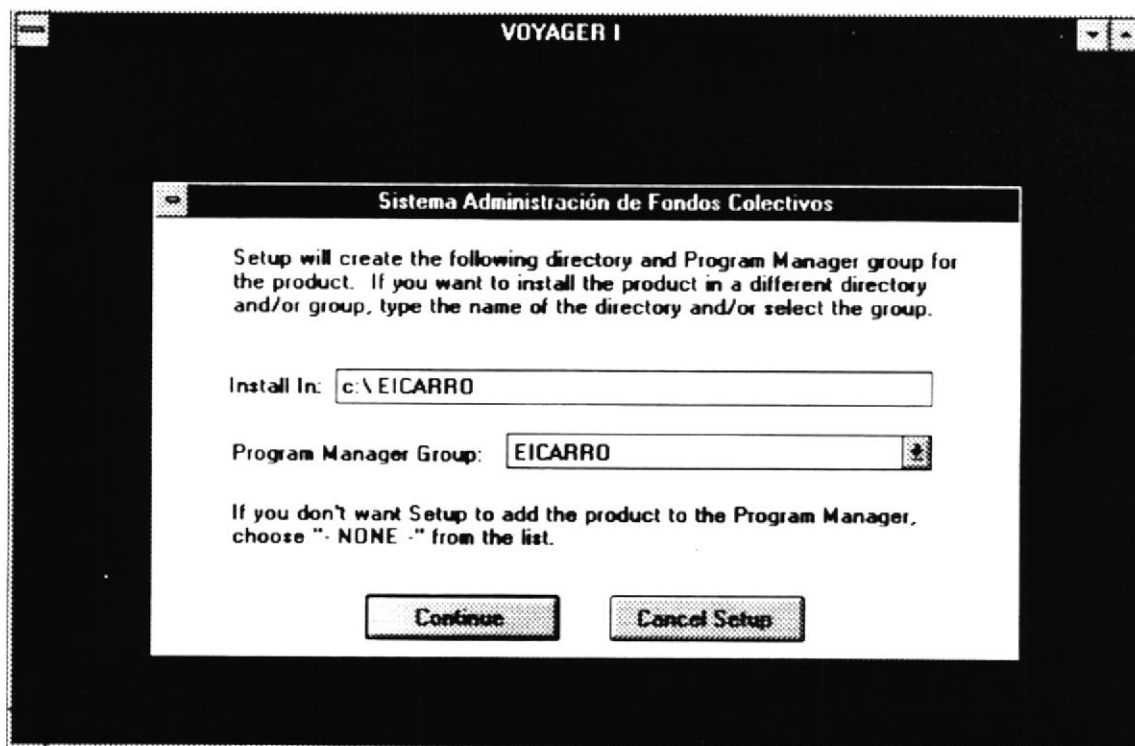 VOYAGER I
Sistema Administración de Fondos Colectivos
Setup will create the following directory and Program Manager group for
the product. If you want to install the product in a different directory
and/or group, type the name of the directory and/or select the group.
Install In: c:\ EICARRO
Program Manager Group: EICARRO
If you don't want Setup to add the product to the Program Manager,
choose "- NONE -" from the list.
Continue Cancel Setup